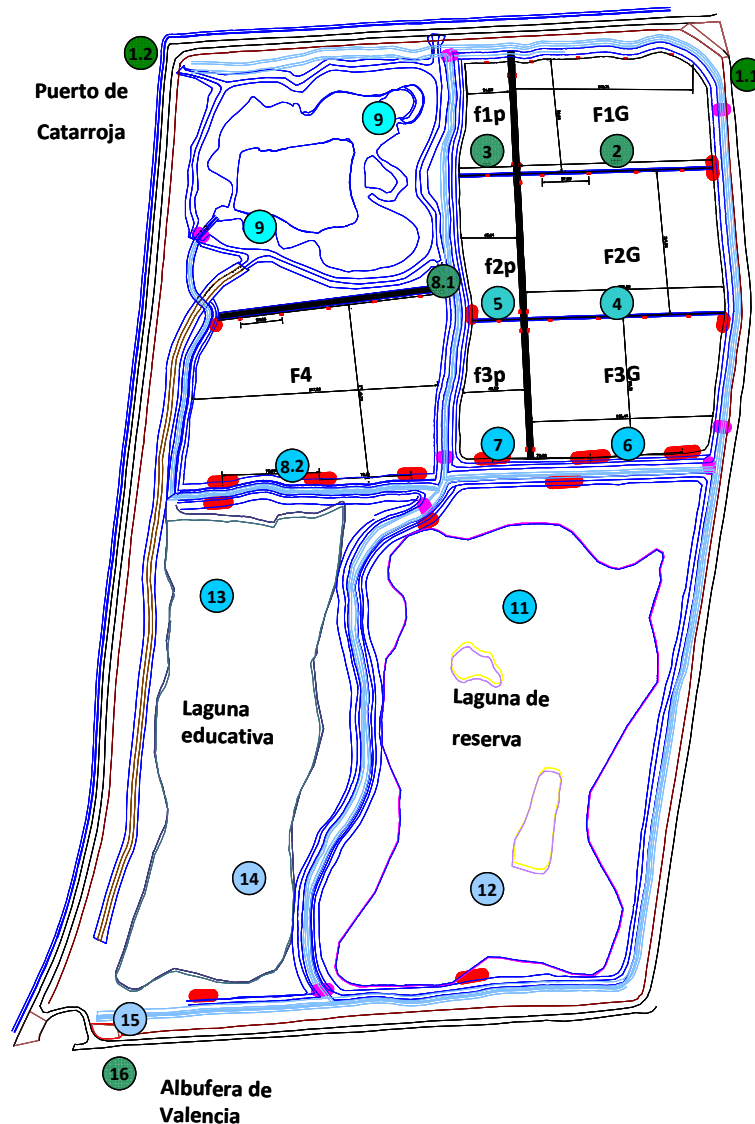 1.2
1.1
Puerto de
Catarroja
9
f1p
F1G
3
2
9
f2p
F2G
8.1
5
4
F4
f3p
F3G
8.2
7
6
13
11
Laguna
educativa
Laguna de
reserva
14
12
15
16
Albufera de
Valencia